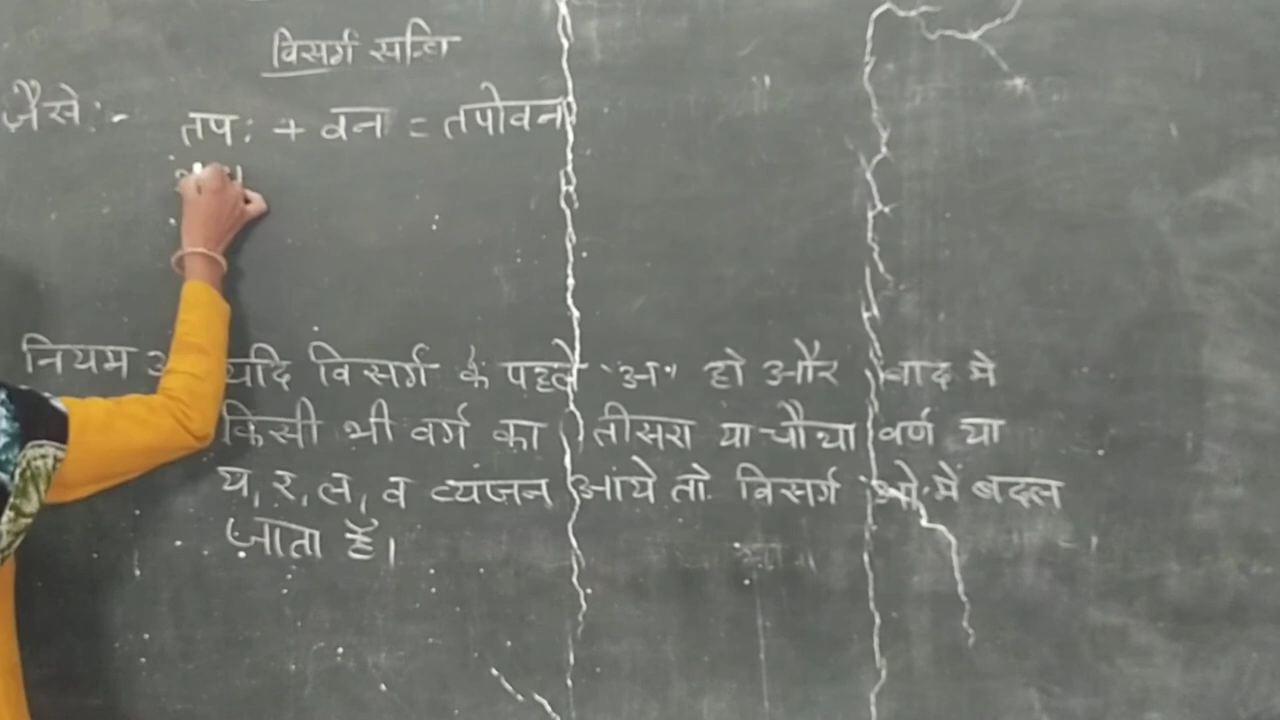 विसर्ग सन्धि
जैसे:- तप: + वन = तपोवन
नियम यदि विसर्ग के पहले "अ" हो और बाद में
किसी भी वर्ग का तीसरा या चौथा वर्ण या
य, र, ल, व व्यंजन आये तो विसर्ग ओ में बदल
जाता है।